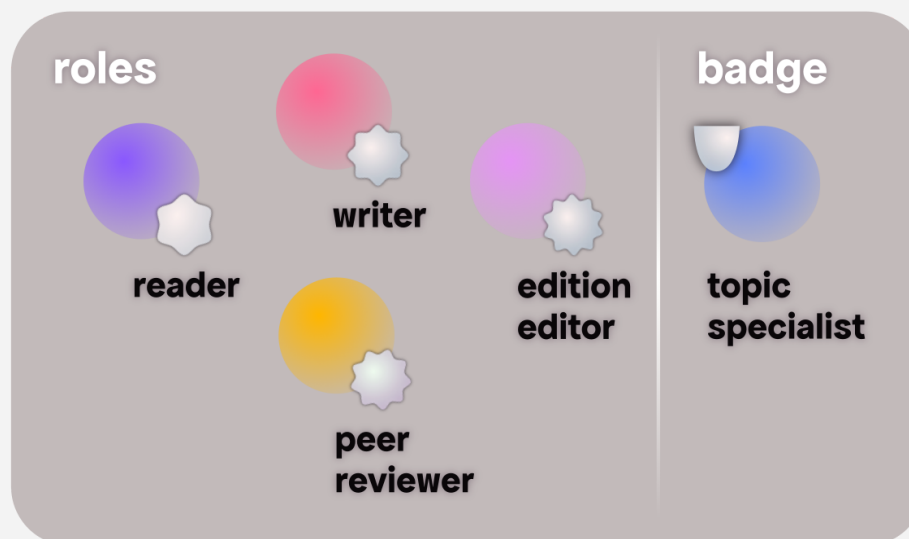 roles
reader
writer
peer
reviewer
edition
editor
badge
topic
specialist